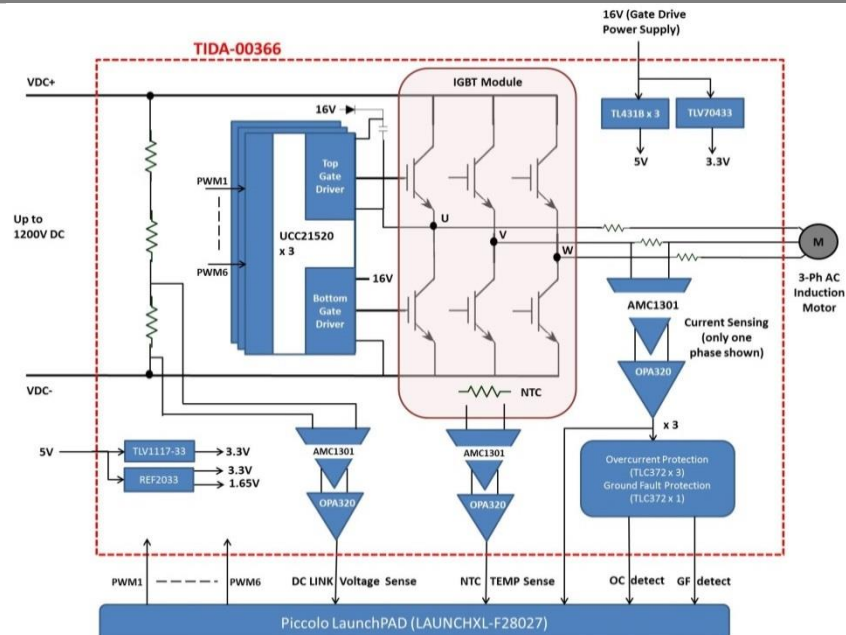 16V (Gate Drive
Power Supply)
TIDA-00366
VDC+
IGBT Module
16V
TL431B x 3
TLV70433
5V
3.3V
Top
Gate
Driver
PWM1
Up to
1200V DC
UCC21520
x 3
U
V
W
M
PWM6
16V
3-Ph AC
Induction
Motor
Bottom
Gate
Driver
AMC1301
Current Sensing
(only one
phase shown)
OPA320
VDC-
NTC
x 3
5V
TLV1117-33
3.3V
REF2033
3.3V
1.65V
AMC1301
AMC1301
OPA320
OPA320
Overcurrent Protection
(TLC372 x 3)
Ground Fault Protection
(TLC372 x 1)
PWM1
PWM6
DC LINK Voltage Sense
NTC TEMP Sense
OC detect
GF detect
Piccolo LaunchPAD (LAUNCHXL-F28027)